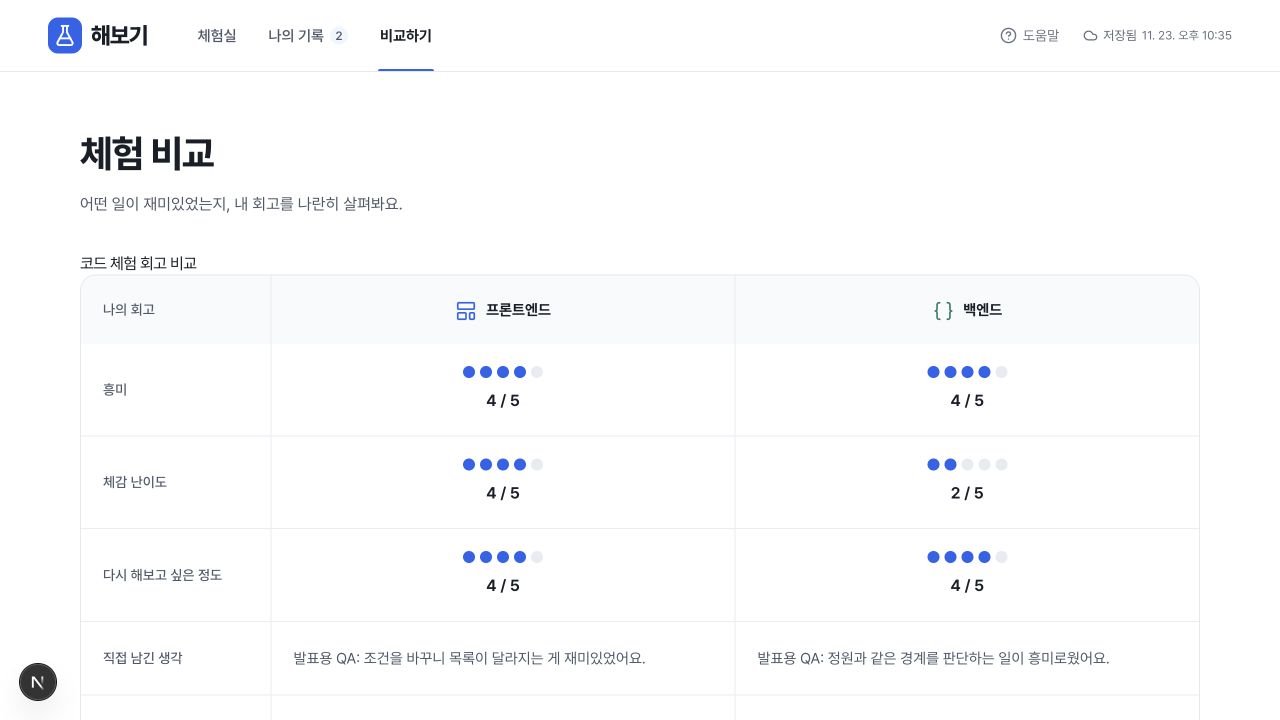 해보기
체험실
나의 기록 2
비교하기
도움말
저장됨 11. 23. 오후 10:35
체험 비교
어떤 일이 재미있었는지, 내 회고를 나란히 살펴봐요.
코드 체험 회고 비교
나의 회고
프론트엔드
{ } 백엔드
흥미
4 / 5
4 / 5
체감 난이도
4 / 5
2 / 5
다시 해보고 싶은 정도
4 / 5
4 / 5
직접 남긴 생각
발표용 QA: 조건을 바꾸니 목록이 달라지는 게 재미있었어요.
발표용 QA: 정원과 같은 경계를 판단하는 일이 흥미로웠어요.
N